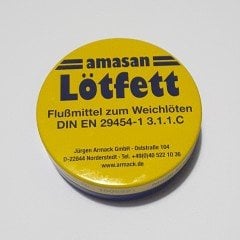 amasan
Lötfett
Flußmittel zum Weichlöten
DIN EN 29454-1 3.1.1.C
Jürgen Armack GmbH - Oststraße 104
D-22844 Norderstedt - Tel. +49(0)40 522 10 36
www.armack.de